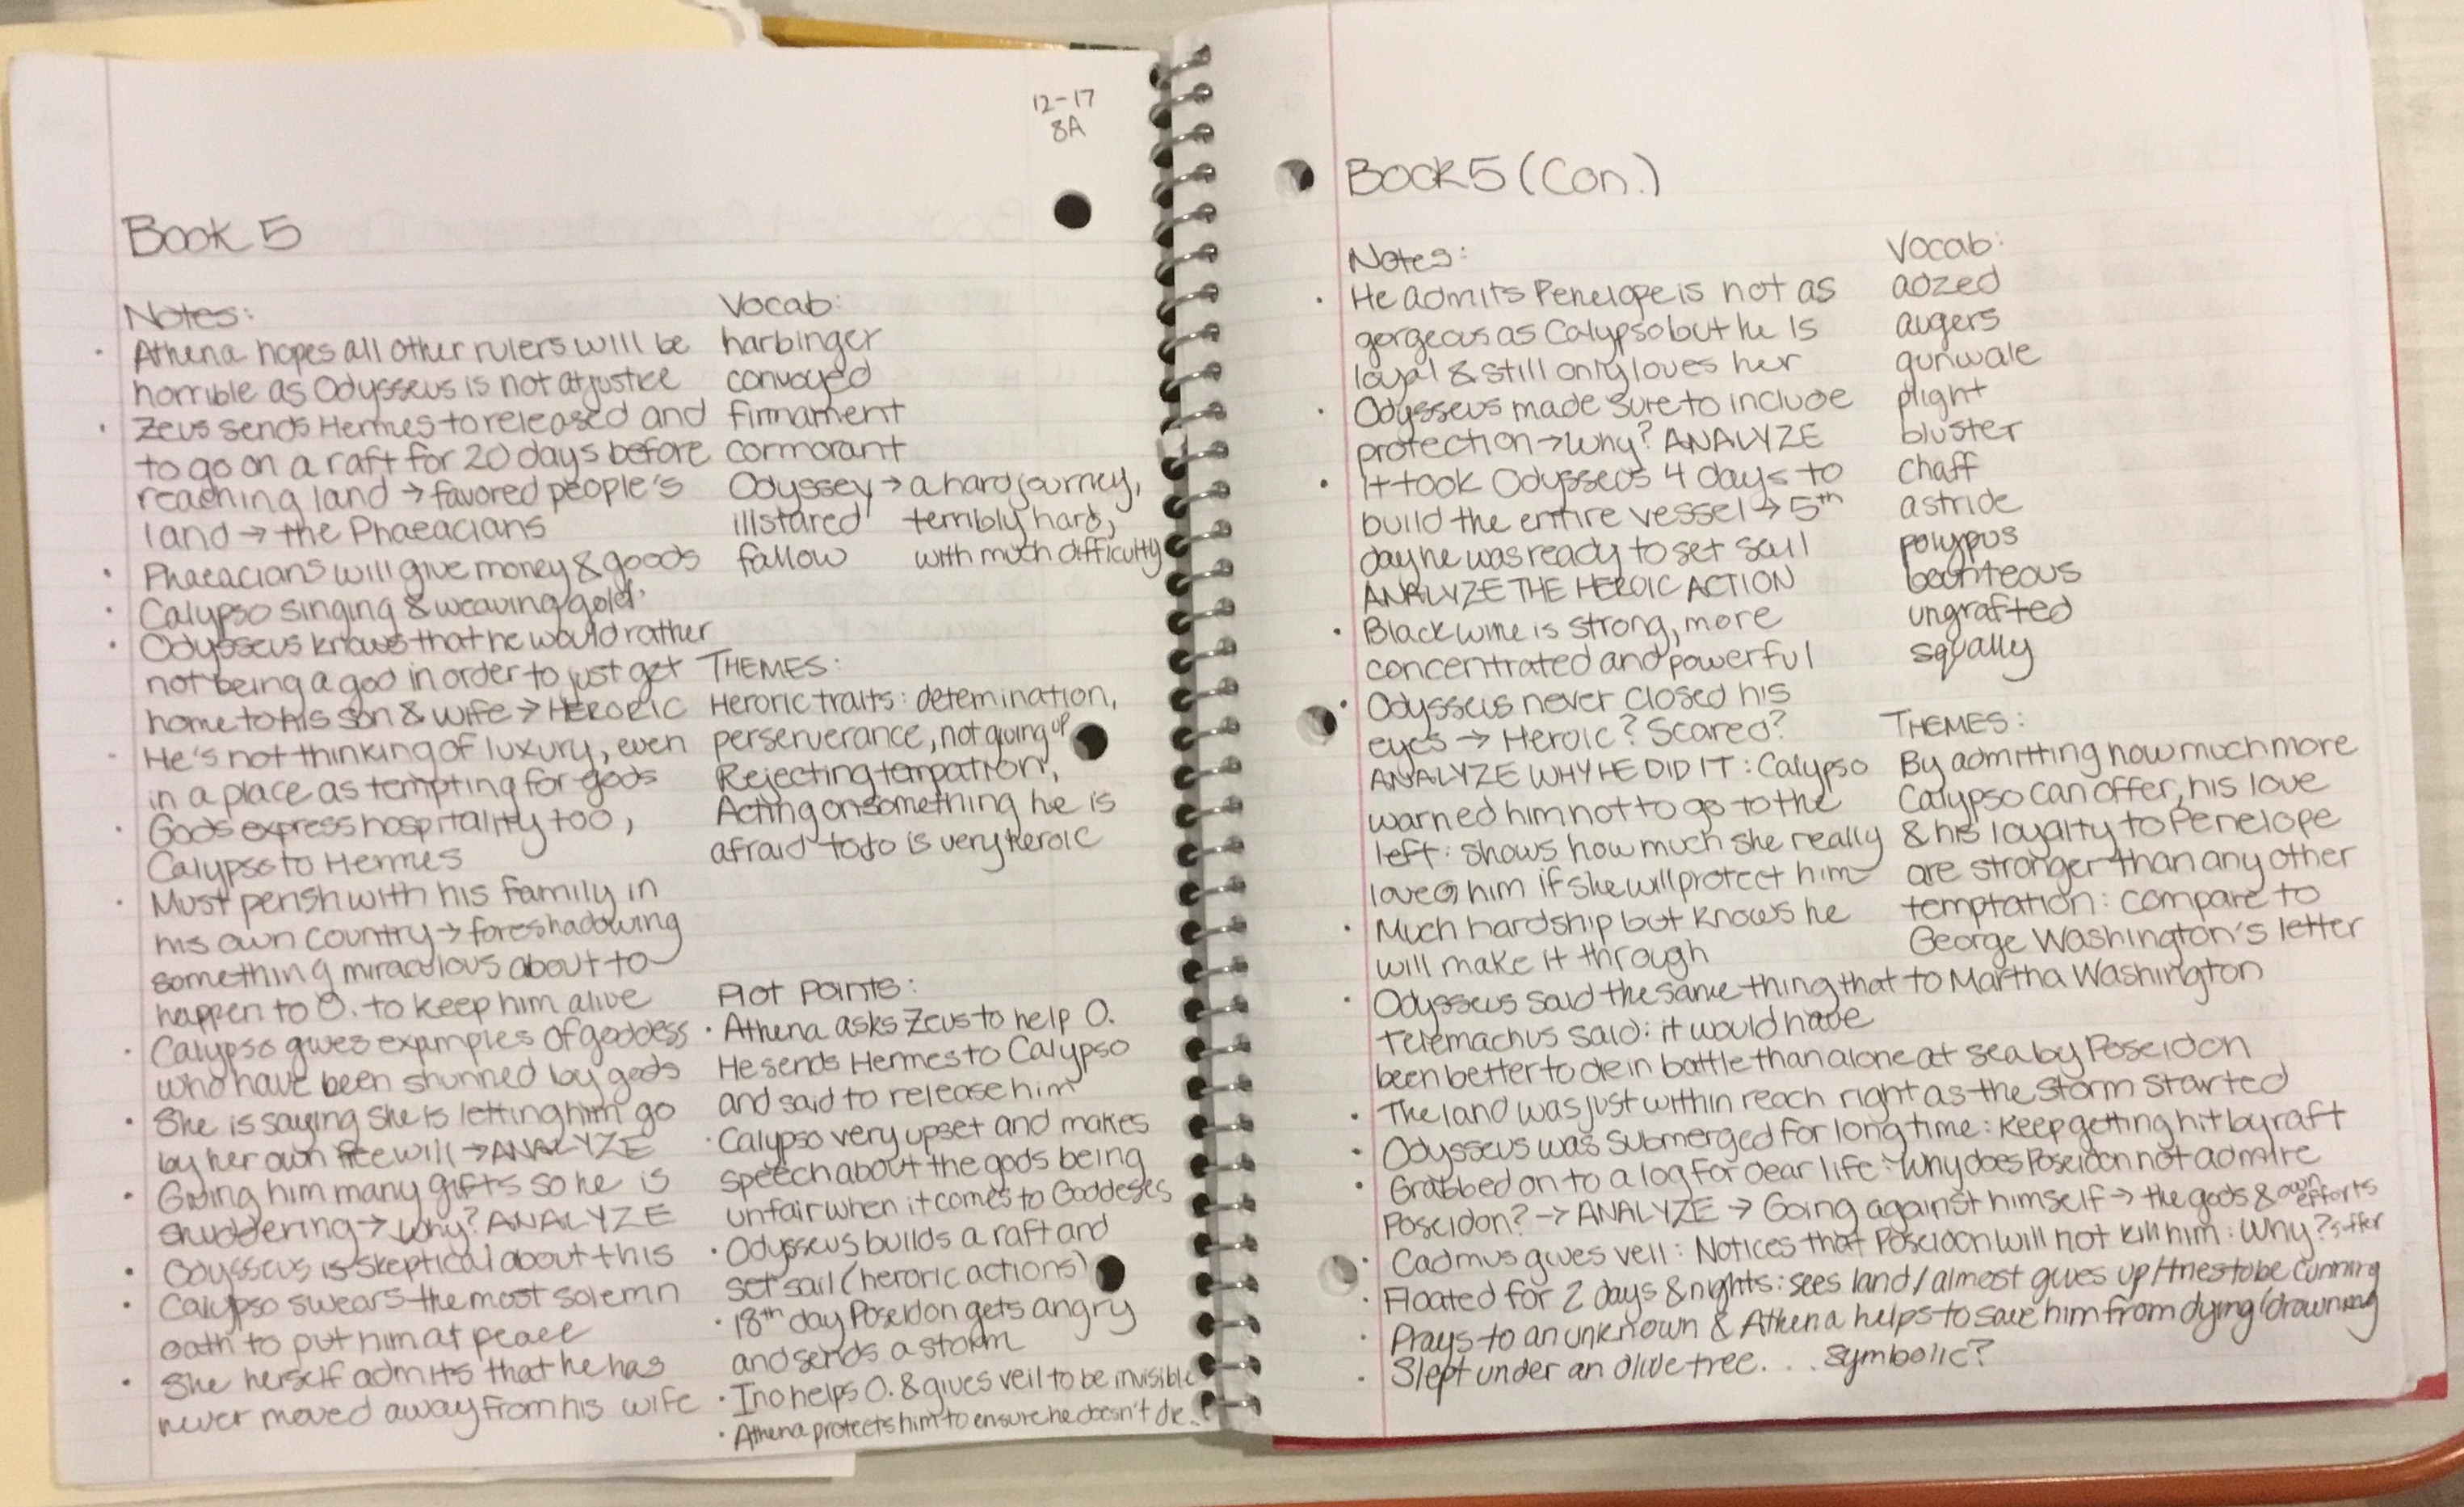 12-17
8A
Book 5
Notes:
· Athena hopes all other rulers will be
horrible as Odysseus is not at justice
· Zeus sends Hermes to released and
to go on a raft for 20 days before
reaching land → favored people's
land → the Phaeacians
· Phaeacians will give money & goods
· Calypso singing & weaving gold
· Odysseus knows that he would rather
not being a god in order to just get
home to his son & wife → HERORIC
- He's not thinking of luxury, even
in a place as tempting for gods
· Gods express hospitality too,
Calypso to Hermes
· Must perish with his family in
his own country → foreshadowing
something miraculous about to
happen to O. to keep him alive
· Calypso gives examples of goddess
who have been shunned by gods
· She is saying she is letting him go
by her own free will → ANALYZE
· Giving him many gifts so he is
shuddering → Why? ANALYZE
· Odysseus is skeptical about this
· Calypso swears the most solemn
oath to put him at peace
· She herself admits that he has
never moved away from his wife
Vocab:
harbinger
convoyed
firmament
cormorant
Odyssey → a hard journey,
illstared terribly hard,
fallow with much difficulty
THEMES:
Heroric traits: detemination,
perserverance, not going up
Rejecting tempation,
Acting on something he is
afraid to do is very heroic
Plot Points:
· Athena asks Zeus to help O.
He sends Hermes to Calypso
and said to release him
· Calypso very upset and makes
speech about the gods being
unfair when it comes to Goddeses
· Odysseus builds a raft and
set sail (heroric actions)
· 18th day Poseidon gets angry
and sends a storm
· Ino helps O. & gives veil to be invisible
· Athena protects him to ensure he doesn't die.
Book 5 (Con.)
Notes:
· He admits Penelope is not as
gorgeous as Calypso but he is
loyal & still only loves her
· Odysseus made sure to include
protection → Why? ANALYZE
· It took Odysseus 4 days to
build the entire vessel → 5th
day he was ready to set sail
ANALYZE THE HEROIC ACTION
· Black wine is strong, more
concentrated and powerful
· Odysseus never closed his
eyes → Heroic? Scared?
ANALYZE WHY HE DID IT: Calypso
warned him not to go to the
left: shows how much she really
loves him if she will protect him
· Much hardship but knows he
will make it through
· Odysseus said the same thing that
Telemachus said: it would have
been better to die in battle than alone at sea by Poseidon
· The land was just within reach right as the storm started
· Odysseus was submerged for long time: keep getting hit by raft
· Grabbed on to a log for dear life: Why does Poseidon not admire
Poseidon? → ANALYZE → Going against himself → the gods & own efforts
· Cadmus gives veil: Notices that Poseidon will not kill him: Why? suffer
· Floated for 2 days & nights: sees land/almost gives up/tries to be cunning
· Prays to an unknown & Athena helps to save him from dying/drowning
· Slept under an olive tree. . . . Symbolic?
Vocab:
adzed
augers
gunwale
plight
bluster
chaff
astride
polypus
beauteous
ungrafted
squally
THEMES:
By admitting how much more
Calypso can offer, his love
& his loyalty to Penelope
are stronger than any other
temptation: compare to
George Washington's letter
to Martha Washington